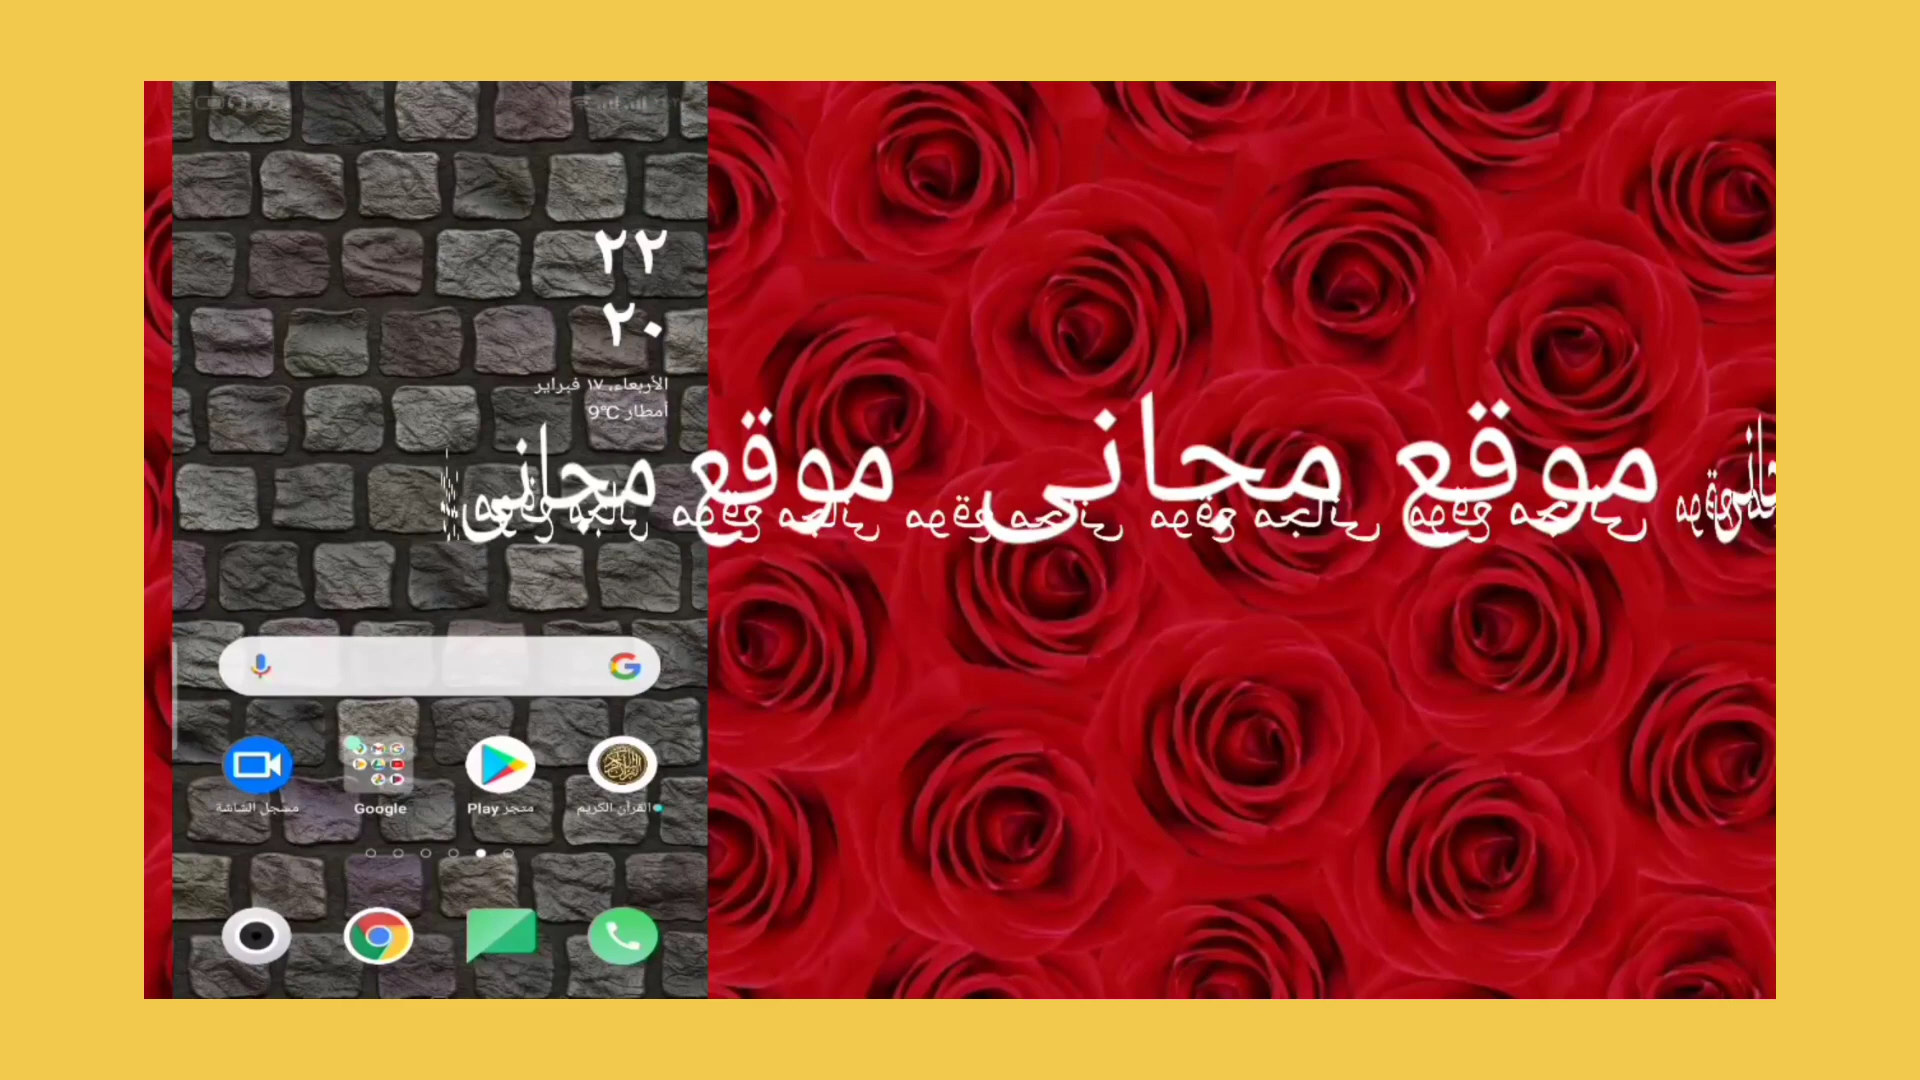 ٢٢
٢٠
الأربعاء، ١٧ فبراير
أمطار 9°C
موقع مجاني موقع مجاني
القرآن الكريم
متجر Play
Google
مسجل الشاشة